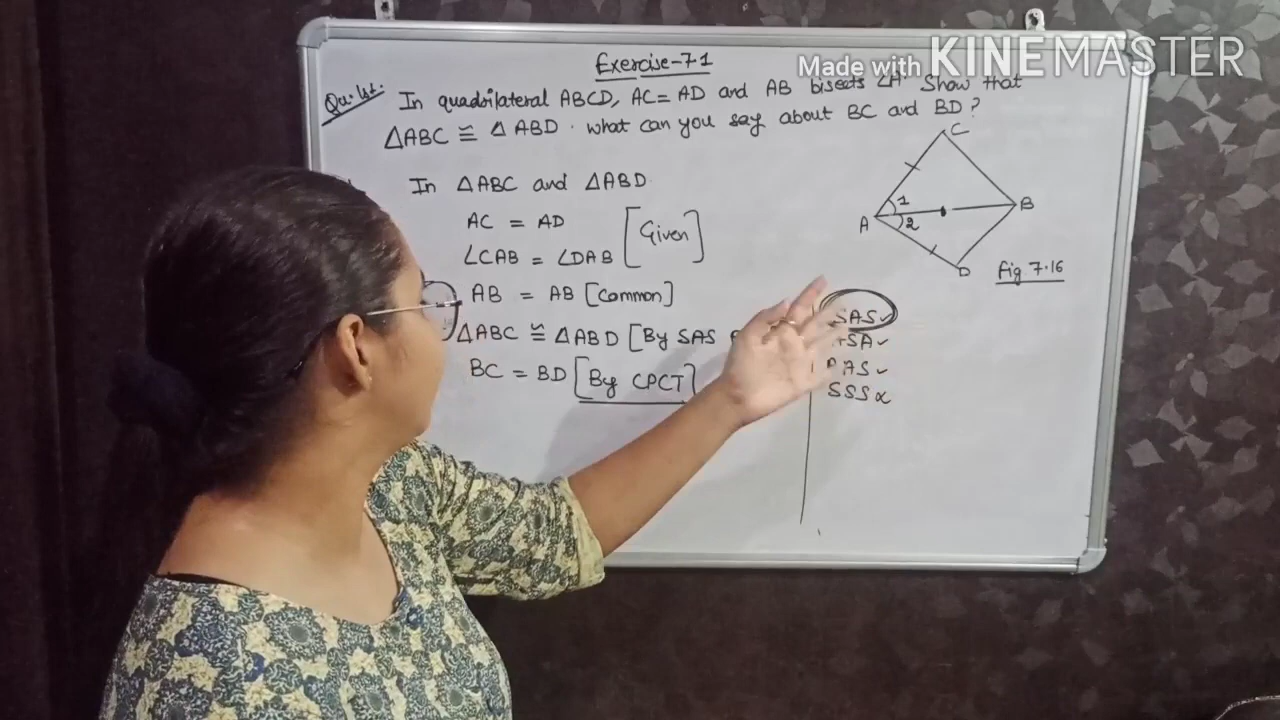 Made with KINEMASTER
Exercise-7.1
Qu. 1st. In quadrilateral ABCD, AC = AD and AB bisects ∠A Show that
△ABC ≅ △ABD. what can you say about BC and BD?
In △ABC and △ABD.
AC = AD
∠CAB = ∠DAB [Given]
AB = AB [Common]
△ABC ≅ △ABD [By SAS
BC = BD [By CPCT]
C
A 1 2 B
D
Fig. 7.16
SAS✓
SA✓
AS✓
SSS×